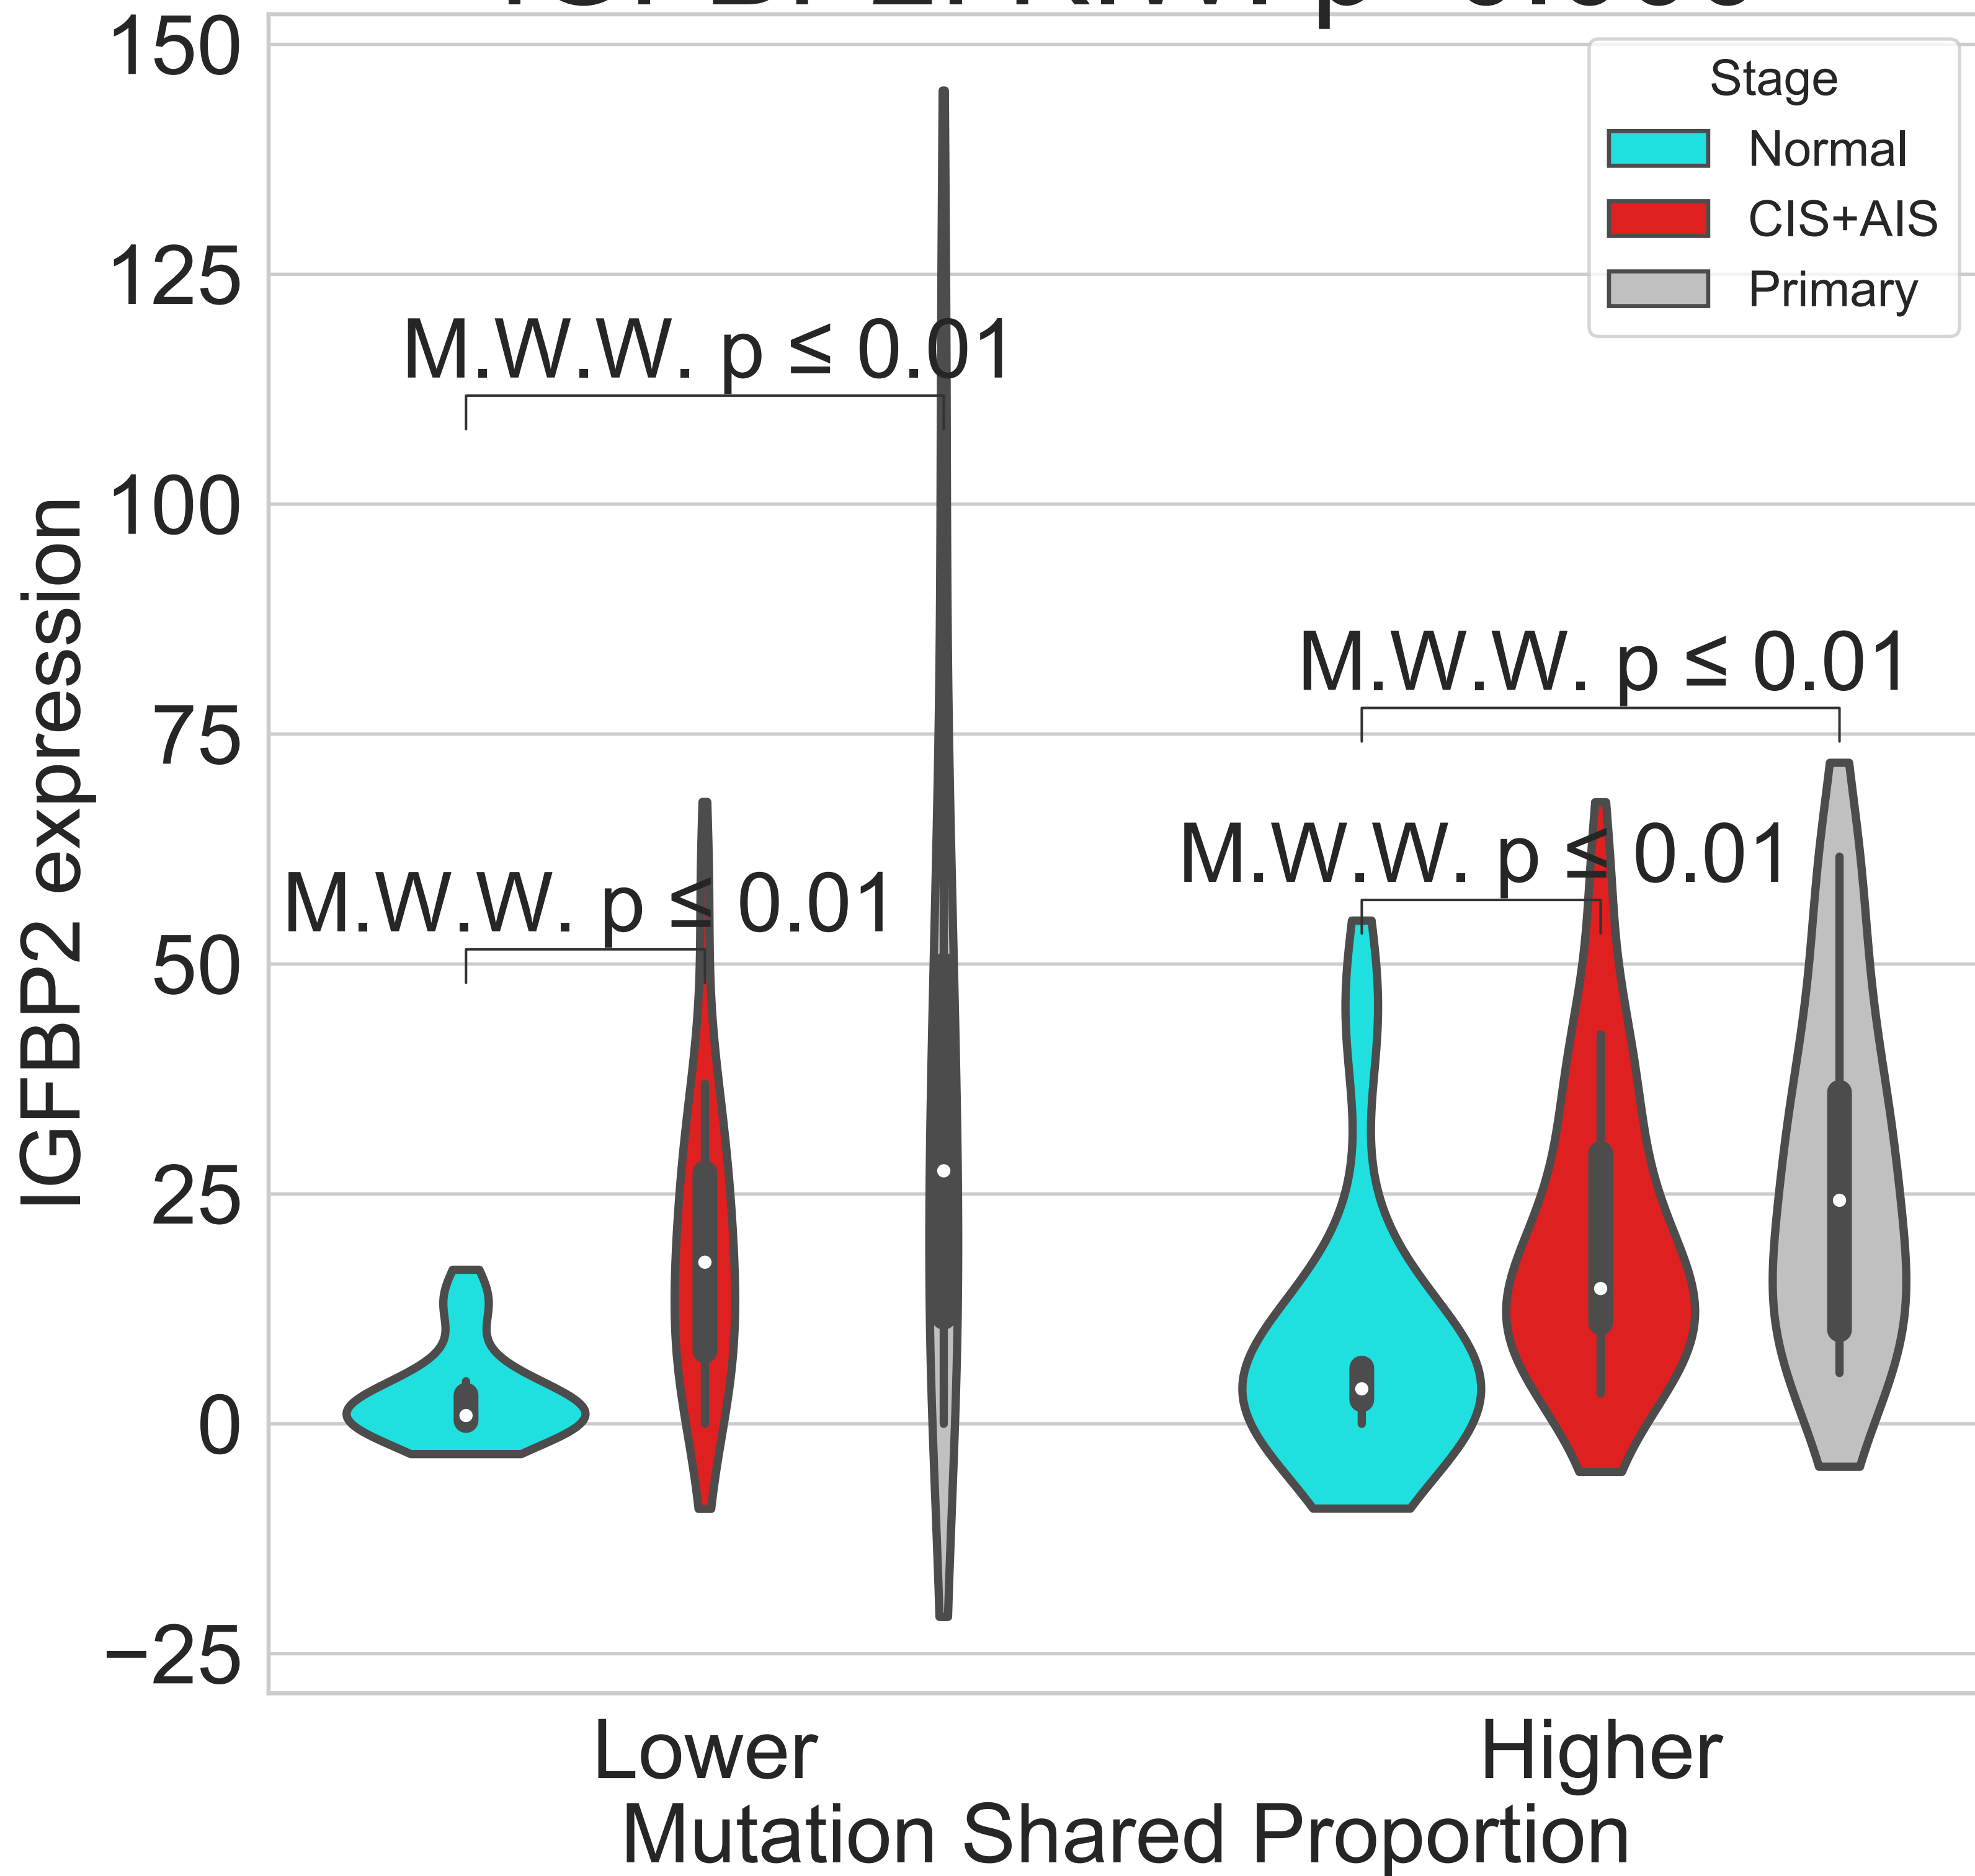 150
125
100
75
50
25
0
−25
IGFBP2 expression
Stage
Normal
CIS+AIS
Primary
M.W.W. p ≤ 0.01
M.W.W. p ≤ 0.01
M.W.W. p ≤ 0.01
M.W.W. p ≤ 0.01
Lower
Higher
Mutation Shared Proportion